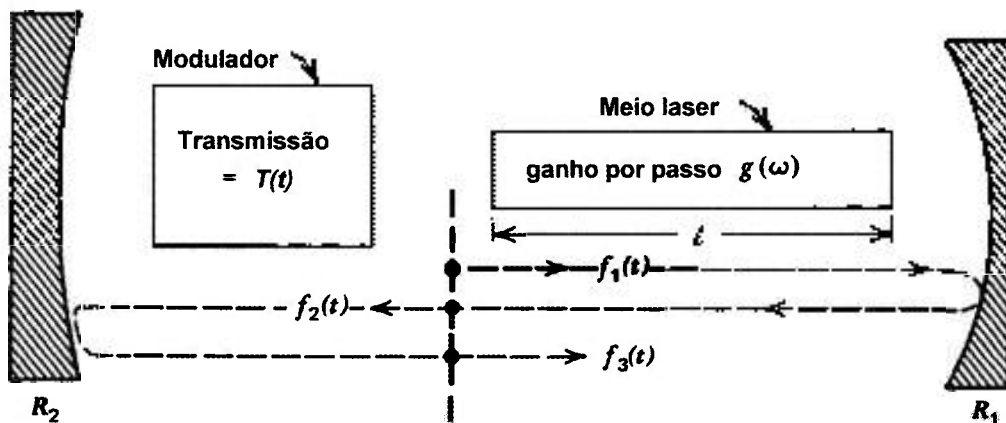 Modulador
Transmissão
= T(t)
Meio laser
ganho por passo g(ω)
ℓ
f₁(t)
f₂(t)
f₃(t)
R₂
R₁